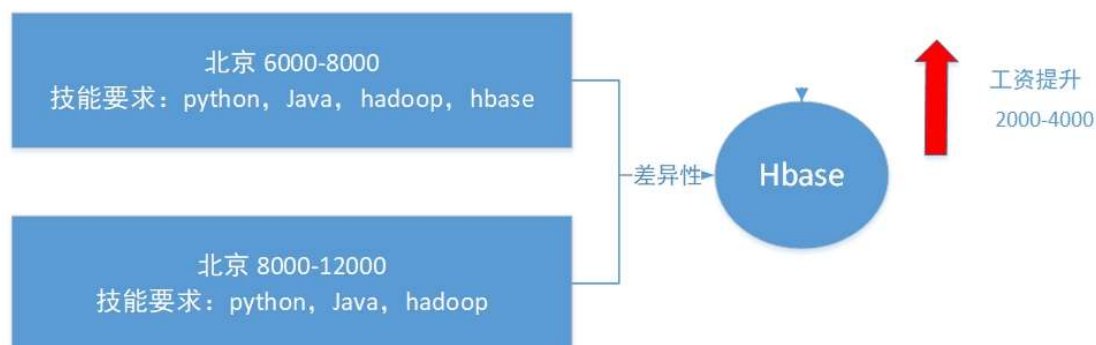 北京 6000-8000
技能要求：python，Java，hadoop，hbase
北京 8000-12000
技能要求：python，Java，hadoop
差异性
Hbase
工资提升
2000-4000